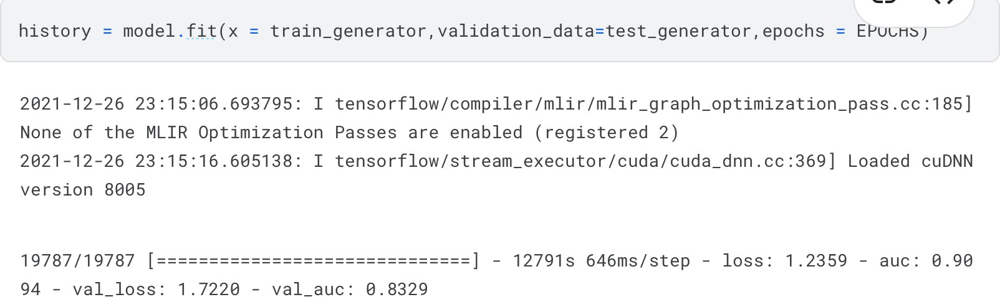 history = model.fit(x = train_generator,validation_data=test_generator,epochs = EPOCHS)
2021-12-26 23:15:06.693795: I tensorflow/compiler/mlir/mlir_graph_optimization_pass.cc:185]
None of the MLIR Optimization Passes are enabled (registered 2)
2021-12-26 23:15:16.605138: I tensorflow/stream_executor/cuda/cuda_dnn.cc:369] Loaded cuDNN
version 8005
19787/19787 [==============================] - 12791s 646ms/step - loss: 1.2359 - auc: 0.90
94 - val_loss: 1.7220 - val_auc: 0.8329